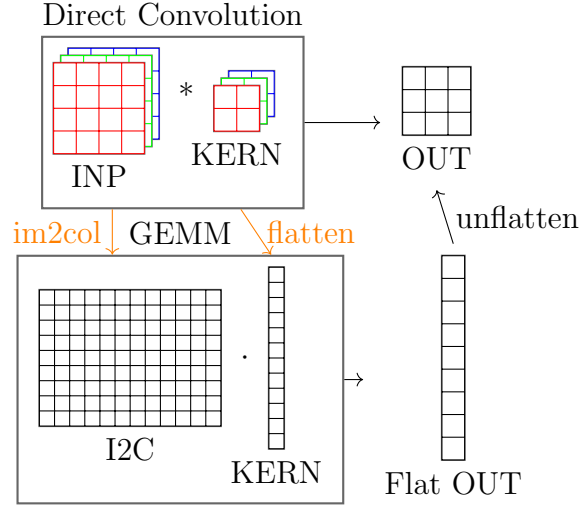 Direct Convolution
*
INP
KERN
OUT
im2col
GEMM
flatten
unflatten
·
I2C
KERN
Flat OUT